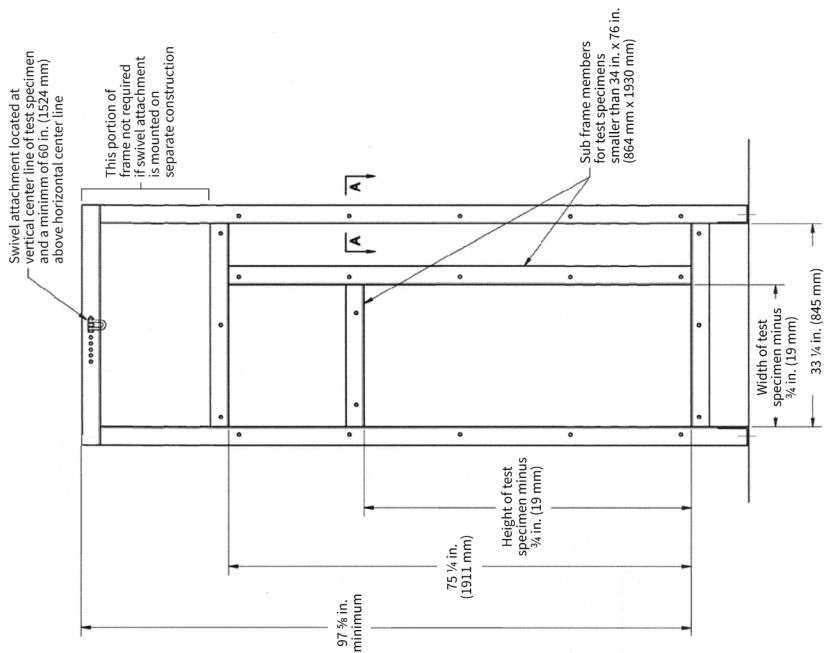 Swivel attachment located at
vertical center line of test specimen
and a minimm of 60 in. (1524 mm)
above horizontal center line
This portion of
frame not required
if swivel attachment
is mounted on
separate construction
A
A
Sub frame members
for test specimens
smaller than 34 in. x 76 in.
(864 mm x 1930 mm)
97 ⅝ in.
minimum
75 ¼ in.
(1911 mm)
Height of test
specimen minus
¾ in. (19 mm)
Width of test
specimen minus
¾ in. (19 mm)
33 ¼ in. (845 mm)